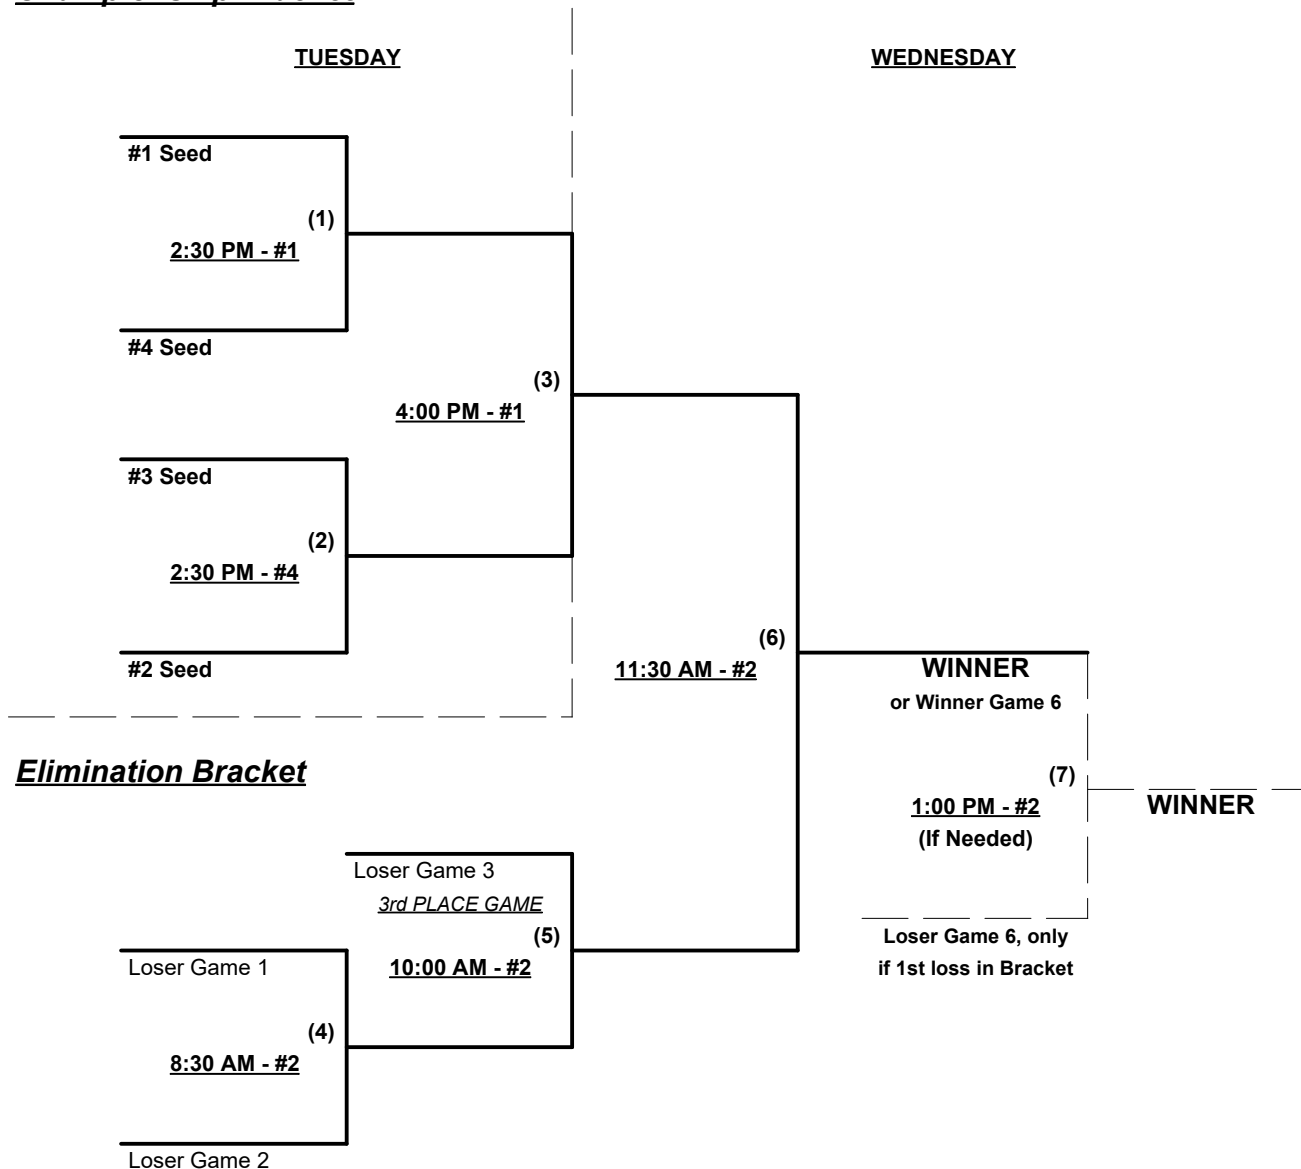 TUESDAY
WEDNESDAY
#1 Seed
(1)
2:30 PM - #1
#4 Seed
(3)
4:00 PM - #1
#3 Seed
(2)
2:30 PM - #4
#2 Seed
(6)
11:30 AM - #2
WINNER
or Winner Game 6
Elimination Bracket
(7)
1:00 PM - #2
(If Needed)
WINNER
Loser Game 3
3rd PLACE GAME
(5)
10:00 AM - #2
Loser Game 6, only
if 1st loss in Bracket
Loser Game 1
(4)
8:30 AM - #2
Loser Game 2